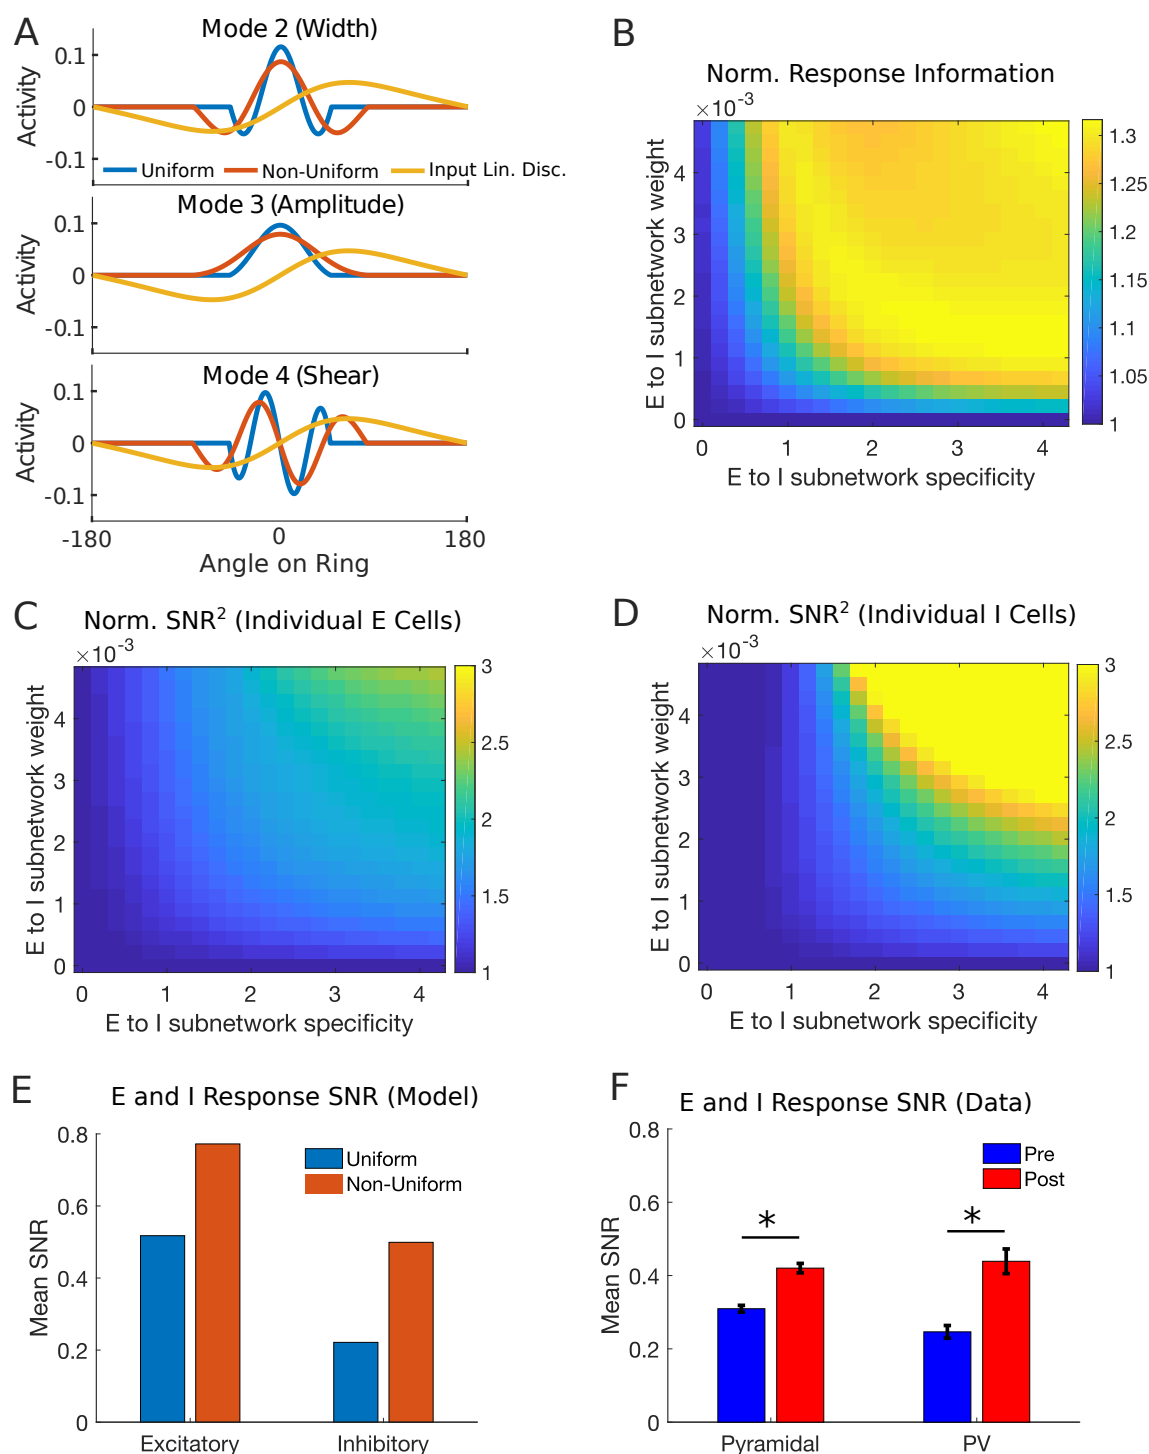 A
Mode 2 (Width)
0.1
0
-0.1
Activity
Uniform Non-Uniform Input Lin. Disc.
Mode 3 (Amplitude)
0.1
0
-0.1
Activity
Mode 4 (Shear)
0.1
0
-0.1
Activity
-180 0 180
Angle on Ring
B
Norm. Response Information
×10⁻³
4
3
2
1
0
E to I subnetwork weight
0 1 2 3 4
E to I subnetwork specificity
1.3
1.25
1.2
1.15
1.1
1.05
1
C
Norm. SNR² (Individual E Cells)
×10⁻³
4
3
2
1
0
E to I subnetwork weight
0 1 2 3 4
E to I subnetwork specificity
3
2.5
2
1.5
1
D
Norm. SNR² (Individual I Cells)
×10⁻³
4
3
2
1
0
E to I subnetwork weight
0 1 2 3 4
E to I subnetwork specificity
3
2.5
2
1.5
1
E
E and I Response SNR (Model)
0.8
0.6
0.4
0.2
0
Mean SNR
Uniform
Non-Uniform
Excitatory Inhibitory
F
E and I Response SNR (Data)
0.8
0.6
0.4
0.2
0
Mean SNR
Pre
Post
* *
Pyramidal PV